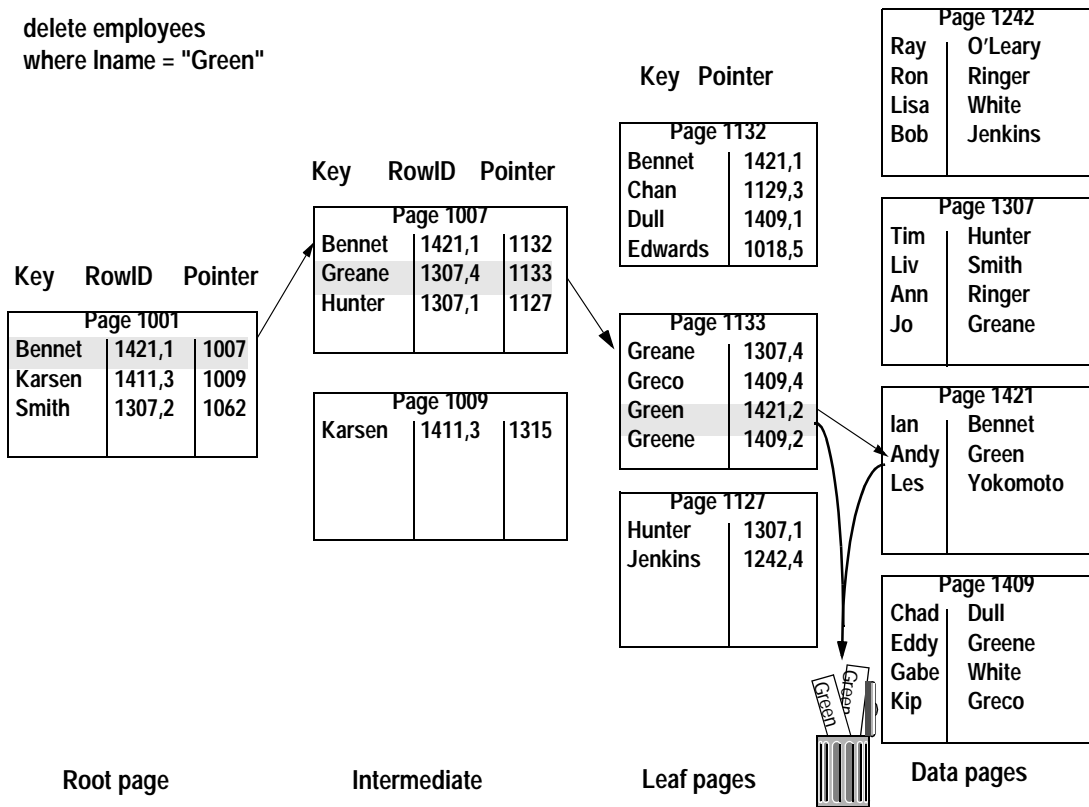 delete employees
where lname = "Green"
Key RowID Pointer
Page 1001
Bennet 1421,1 1007
Karsen 1411,3 1009
Smith 1307,2 1062
Root page
Key RowID Pointer
Page 1007
Bennet 1421,1 1132
Greane 1307,4 1133
Hunter 1307,1 1127
Page 1009
Karsen 1411,3 1315
Intermediate
Key Pointer
Page 1132
Bennet 1421,1
Chan 1129,3
Dull 1409,1
Edwards 1018,5
Page 1133
Greane 1307,4
Greco 1409,4
Green 1421,2
Greene 1409,2
Page 1127
Hunter 1307,1
Jenkins 1242,4
Green
Green
Leaf pages
Page 1242
Ray O'Leary
Ron Ringer
Lisa White
Bob Jenkins
Page 1307
Tim Hunter
Liv Smith
Ann Ringer
Jo Greane
Page 1421
Ian Bennet
Andy Green
Les Yokomoto
Page 1409
Chad Dull
Eddy Greene
Gabe White
Kip Greco
Data pages